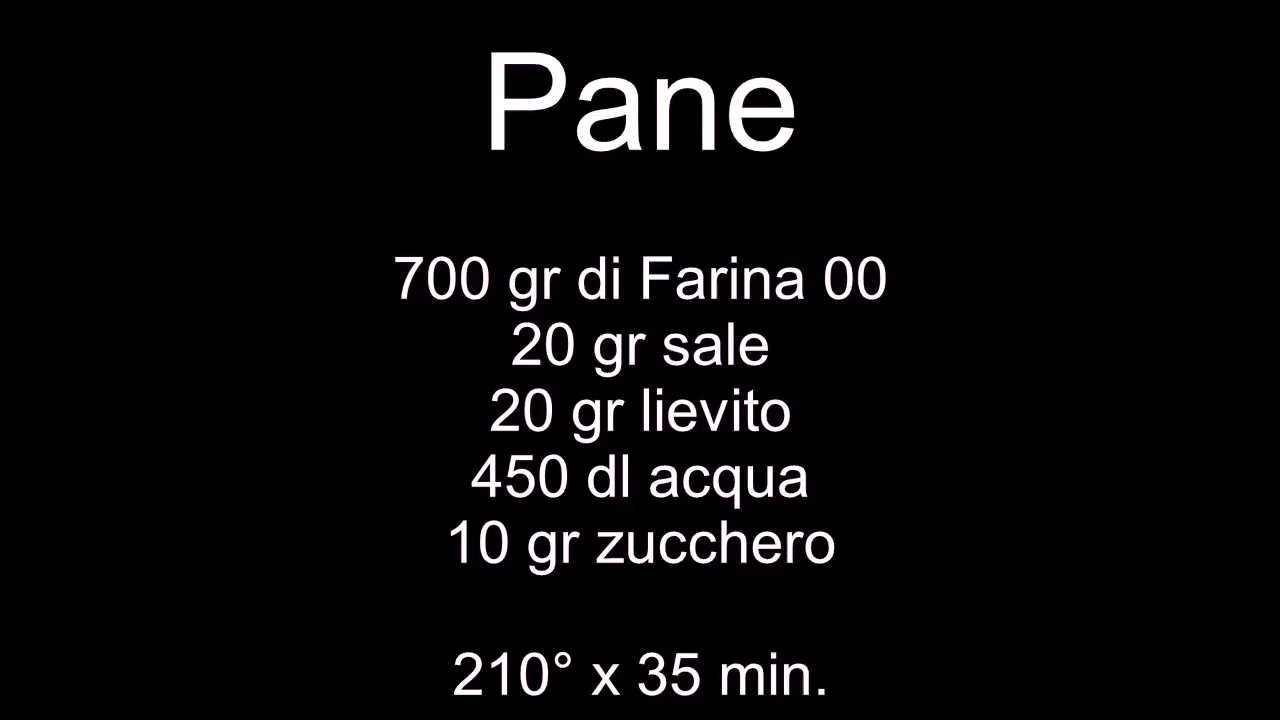 Pane
700 gr di Farina 00
20 gr sale
20 gr lievito
450 dl acqua
10 gr zucchero
210° x 35 min.